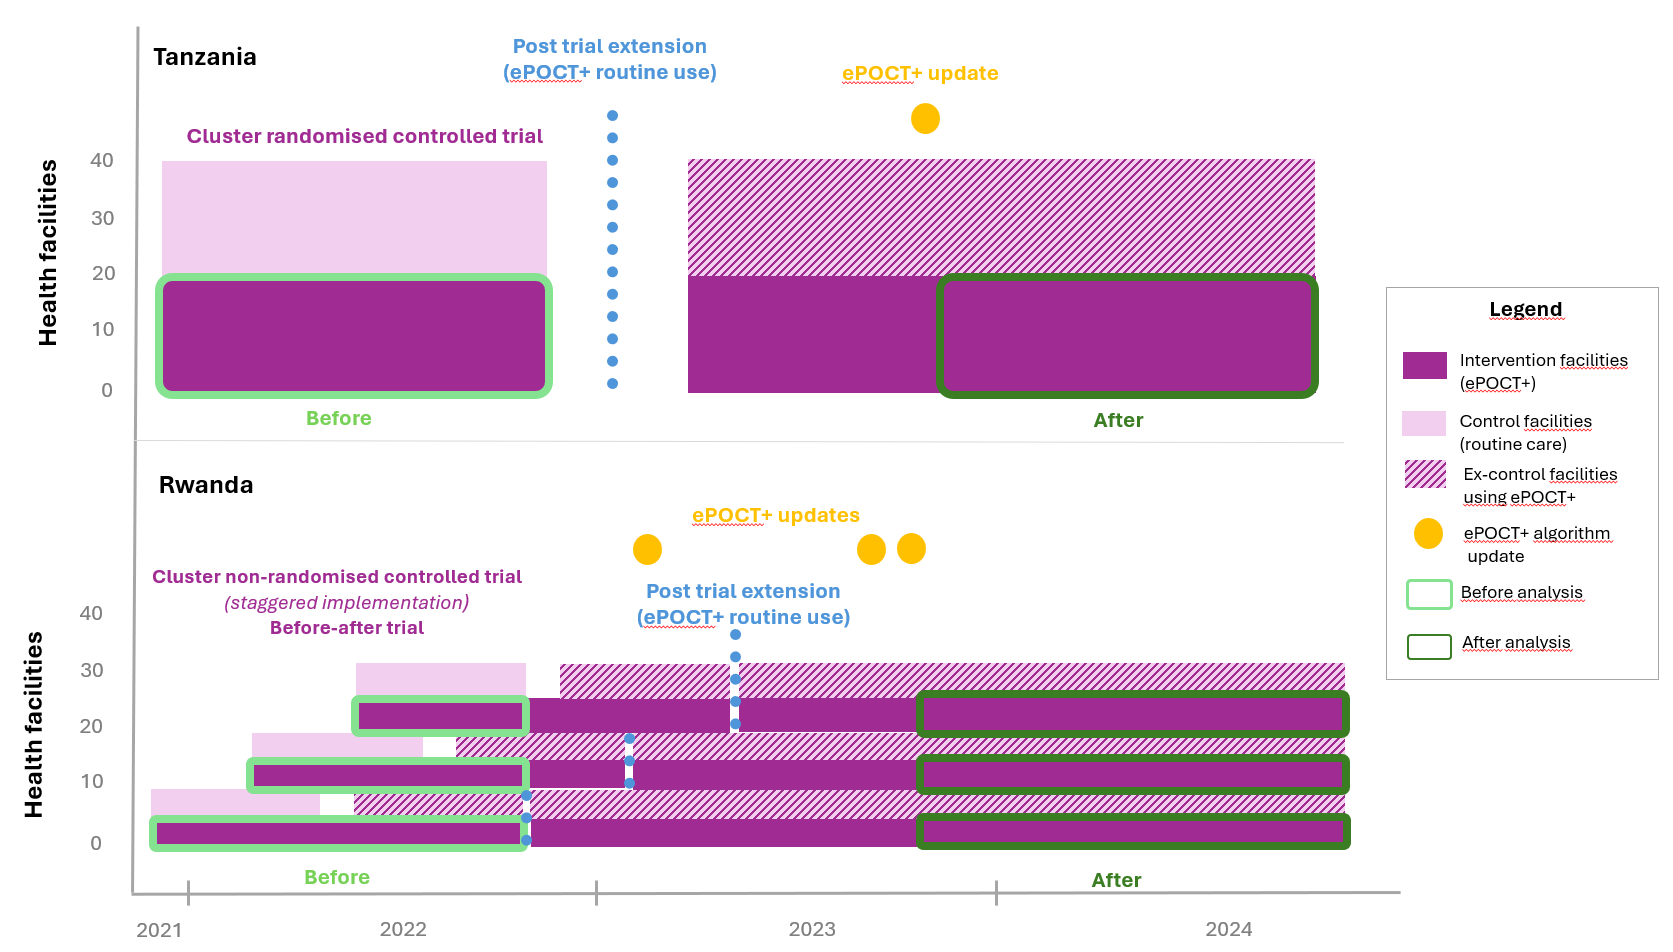 Tanzania
Post trial extension
(ePOCT+ routine use)
ePOCT+ update
Cluster randomised controlled trial
Health facilities
40
30
20
10
0
Before
After
Rwanda
ePOCT+ updates
Cluster non-randomised controlled trial
(staggered implementation)
Before-after trial
Post trial extension
(ePOCT+ routine use)
Health facilities
40
30
20
10
0
Before
After
2021
2022
2023
2024
Legend
Intervention facilities
(ePOCT+)
Control facilities
(routine care)
Ex-control facilities
using ePOCT+
ePOCT+ algorithm
update
Before analysis
After analysis